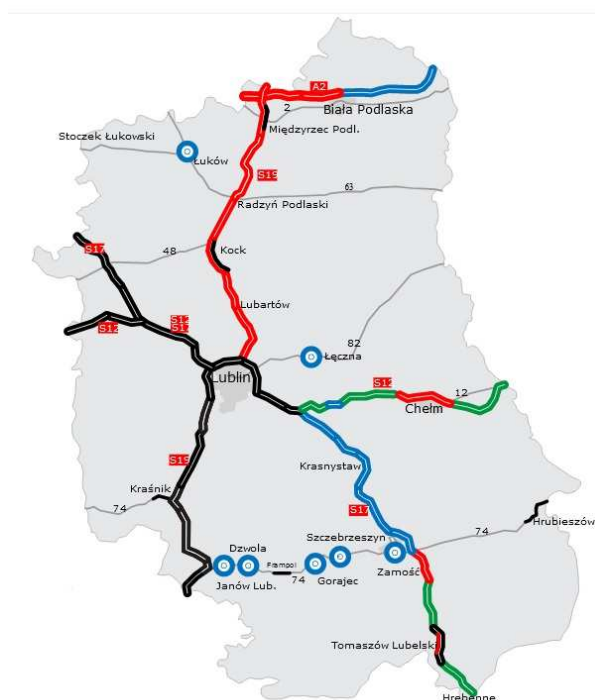 A2
2
Biała Podlaska
Międzyrzec Podl.
Stoczek Łukowski
Łuków
S19
63
Radzyń Podlaski
S17
48
Kock
Lubartów
S12
S12
S17
82
Łęczna
Lublin
S12
12
Chełm
Krasnystaw
S19
Kraśnik
74
S17
Szczebrzeszyn
74
Hrubieszów
Dzwola
Frampol
Zamość
Janów Lub.
74
Gorajec
Tomaszów Lubelski
Hrebenne